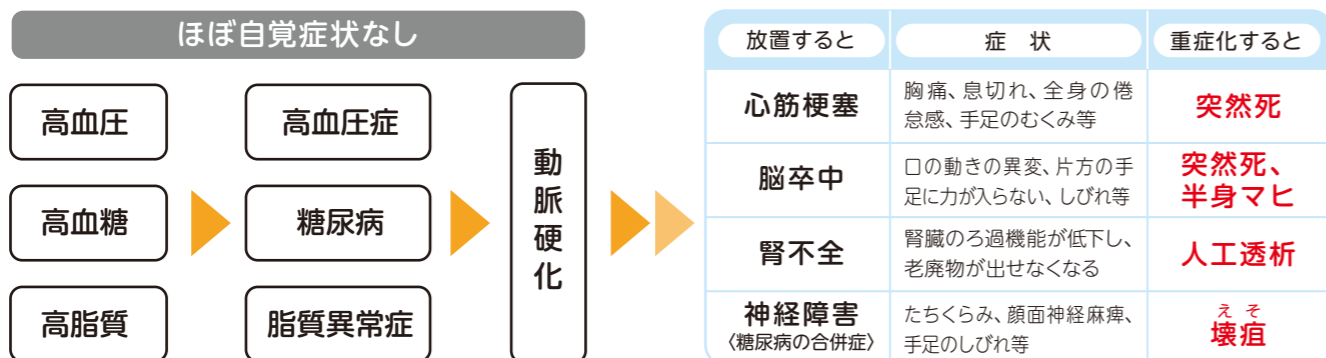 ほぼ自覚症状なし
高血圧
高血糖
高脂質
高血圧症
糖尿病
脂質異常症
動脈硬化
放置すると
症 状
重症化すると
心筋梗塞
胸痛、息切れ、全身の倦
怠感、手足のむくみ等
突然死
脳卒中
口の動きの異変、片方の手
足に力が入らない、しびれ等
突然死、
半身マヒ
腎不全
腎臓のろ過機能が低下し、
老廃物が出せなくなる
人工透析
神経障害
〈糖尿病の合併症〉
たちくらみ、顔面神経麻痺、
手足のしびれ等
えそ
壊疽